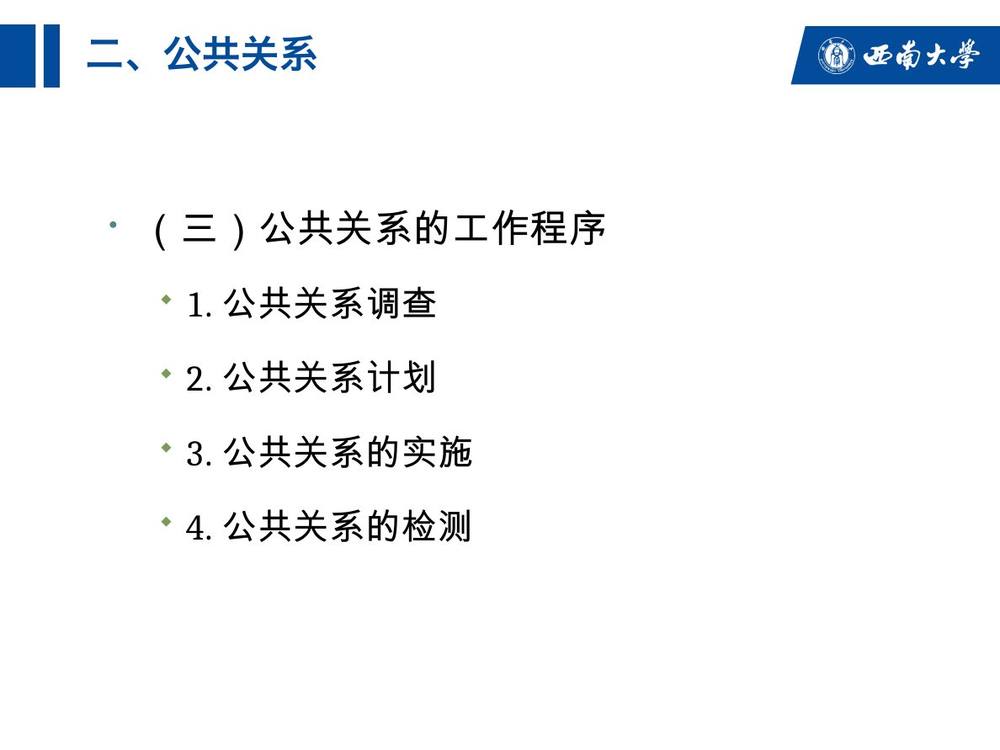 二、公共关系
西南大学
（三）公共关系的工作程序
1. 公共关系调查
2. 公共关系计划
3. 公共关系的实施
4. 公共关系的检测